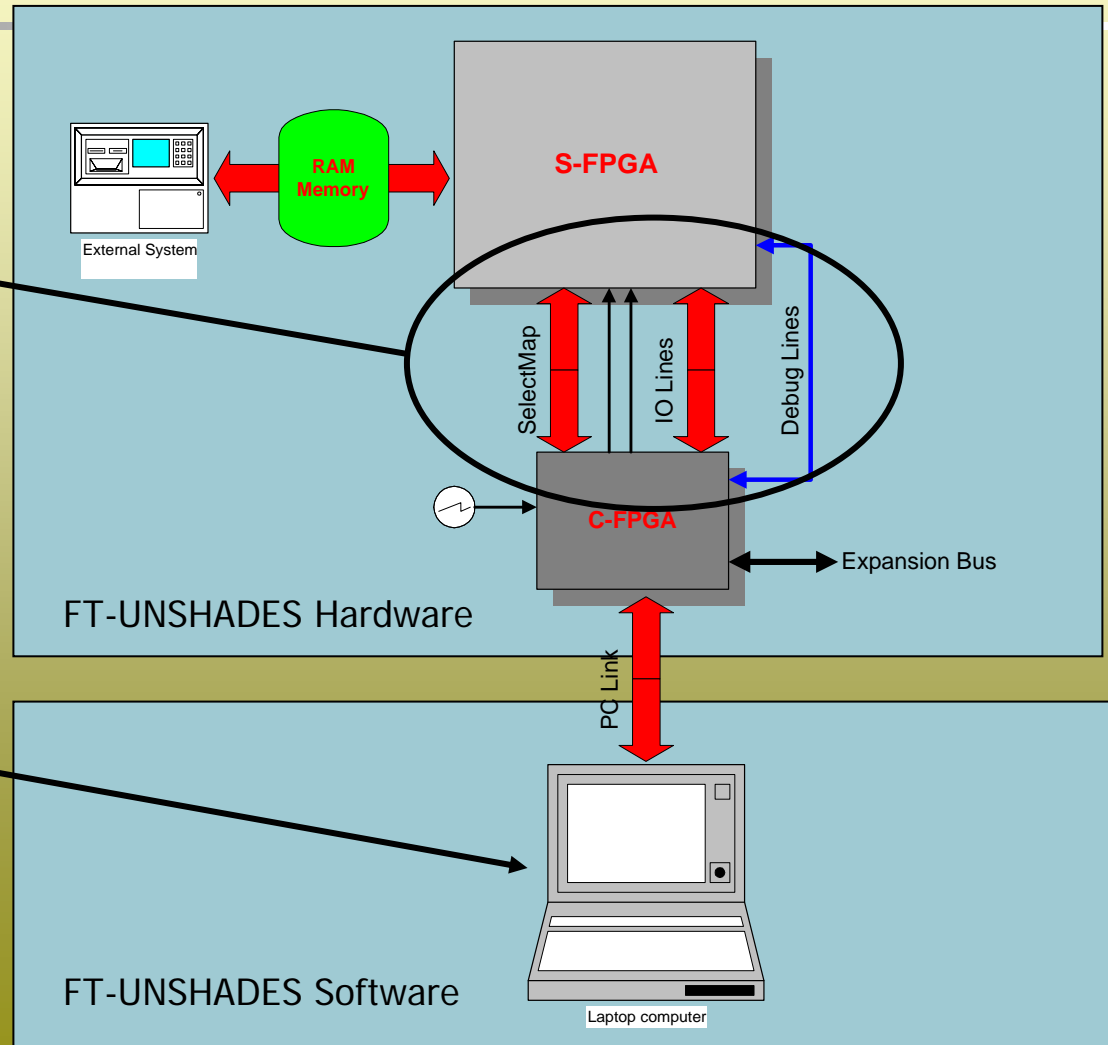 S-FPGA
RAM
Memory
External System
SelectMap
IO Lines
Debug Lines
C-FPGA
Expansion Bus
FT-UNSHADES Hardware
PC Link
FT-UNSHADES Software
Laptop computer